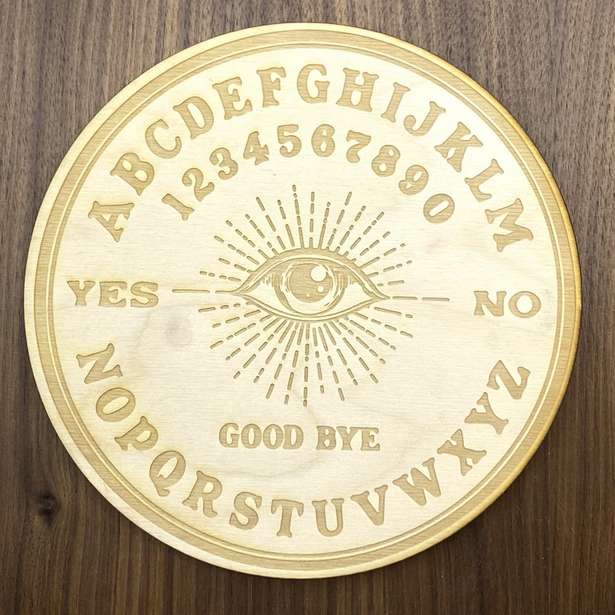 ABCDEFGHIJKLM
1234567890
YES NO
GOOD BYE
NOPQRSTUVWXYZ